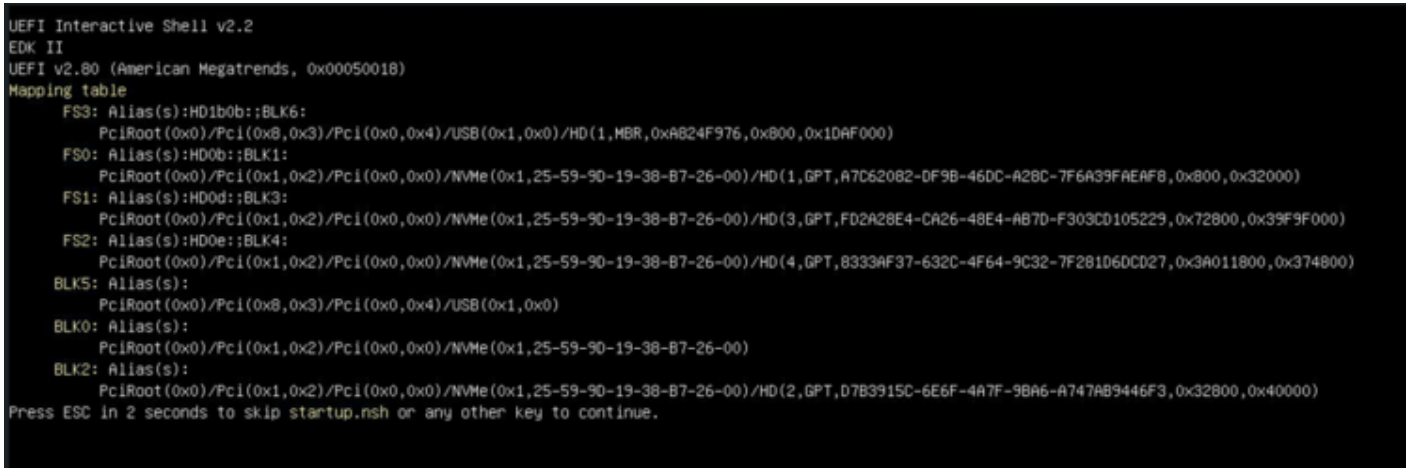 UEFI Interactive Shell v2.2
EDK II
UEFI v2.80 (American Megatrends, 0x00050018)
Mapping table
FS3: Alias(s):HD1b0b:;BLK6:
PciRoot(0x0)/Pci(0x8,0x3)/Pci(0x0,0x4)/USB(0x1,0x0)/HD(1,MBR,0xA824F976,0x800,0x1DAF000)
FS0: Alias(s):HD0b:;BLK1:
PciRoot(0x0)/Pci(0x1,0x2)/Pci(0x0,0x0)/NVMe(0x1,25-59-9D-19-38-B7-26-00)/HD(1,GPT,A7C62082-DF9B-46DC-A28C-7F6A39FAEAF8,0x800,0x32000)
FS1: Alias(s):HD0d:;BLK3:
PciRoot(0x0)/Pci(0x1,0x2)/Pci(0x0,0x0)/NVMe(0x1,25-59-9D-19-38-B7-26-00)/HD(3,GPT,FD2A28E4-CA26-48E4-AB7D-F303CD105229,0x72800,0x39F9F000)
FS2: Alias(s):HD0e:;BLK4:
PciRoot(0x0)/Pci(0x1,0x2)/Pci(0x0,0x0)/NVMe(0x1,25-59-9D-19-38-B7-26-00)/HD(4,GPT,8333AF37-632C-4F64-9C32-7F281D6DCD27,0x3A011800,0x374800)
BLK5: Alias(s):
PciRoot(0x0)/Pci(0x8,0x3)/Pci(0x0,0x4)/USB(0x1,0x0)
BLK0: Alias(s):
PciRoot(0x0)/Pci(0x1,0x2)/Pci(0x0,0x0)/NVMe(0x1,25-59-9D-19-38-B7-26-00)
BLK2: Alias(s):
PciRoot(0x0)/Pci(0x1,0x2)/Pci(0x0,0x0)/NVMe(0x1,25-59-9D-19-38-B7-26-00)/HD(2,GPT,D7B3915C-6E6F-4A7F-9BA6-A747AB9446F3,0x32800,0x40000)
Press ESC in 2 seconds to skip startup.nsh or any other key to continue.